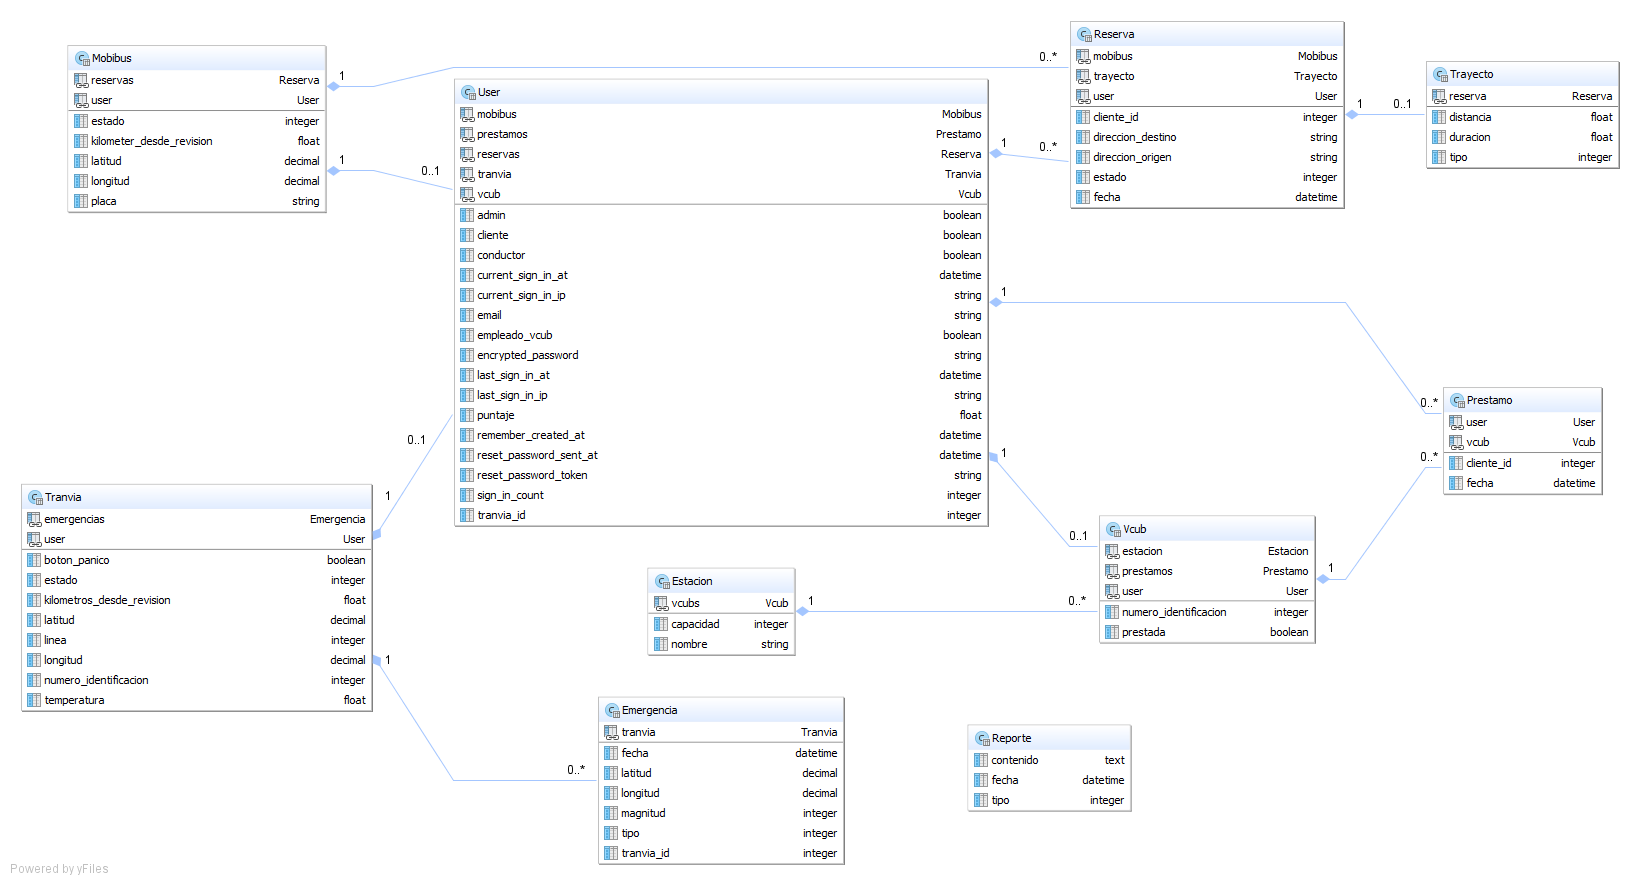 Mobibus
reservas Reserva
user User
estado integer
kilometer_desde_revision float
latitud decimal
longitud decimal
placa string
1
0..*
1
0..1
User
mobibus Mobibus
prestamos Prestamo
reservas Reserva
tranvia Tranvia
vcub Vcub
admin boolean
cliente boolean
conductor boolean
current_sign_in_at datetime
current_sign_in_ip string
email string
empleado_vcub boolean
encrypted_password string
last_sign_in_at datetime
last_sign_in_ip string
puntaje float
remember_created_at datetime
reset_password_sent_at datetime
reset_password_token string
sign_in_count integer
tranvia_id integer
1
0..*
1
0..*
1
0..1
Reserva
mobibus Mobibus
trayecto Trayecto
user User
cliente_id integer
direccion_destino string
direccion_origen string
estado integer
fecha datetime
1
0..1
Trayecto
reserva Reserva
distancia float
duracion float
tipo integer
Prestamo
user User
vcub Vcub
cliente_id integer
fecha datetime
0..*
1
Tranvia
emergencias Emergencia
user User
boton_panico boolean
estado integer
kilometros_desde_revision float
latitud decimal
linea integer
longitud decimal
numero_identificacion integer
temperatura float
0..1
1
1
0..*
Vcub
estacion Estacion
prestamos Prestamo
user User
numero_identificacion integer
prestada boolean
Estacion
vcubs Vcub
capacidad integer
nombre string
1
0..*
Emergencia
tranvia Tranvia
fecha datetime
latitud decimal
longitud decimal
magnitud integer
tipo integer
tranvia_id integer
Reporte
contenido text
fecha datetime
tipo integer
Powered by yFiles